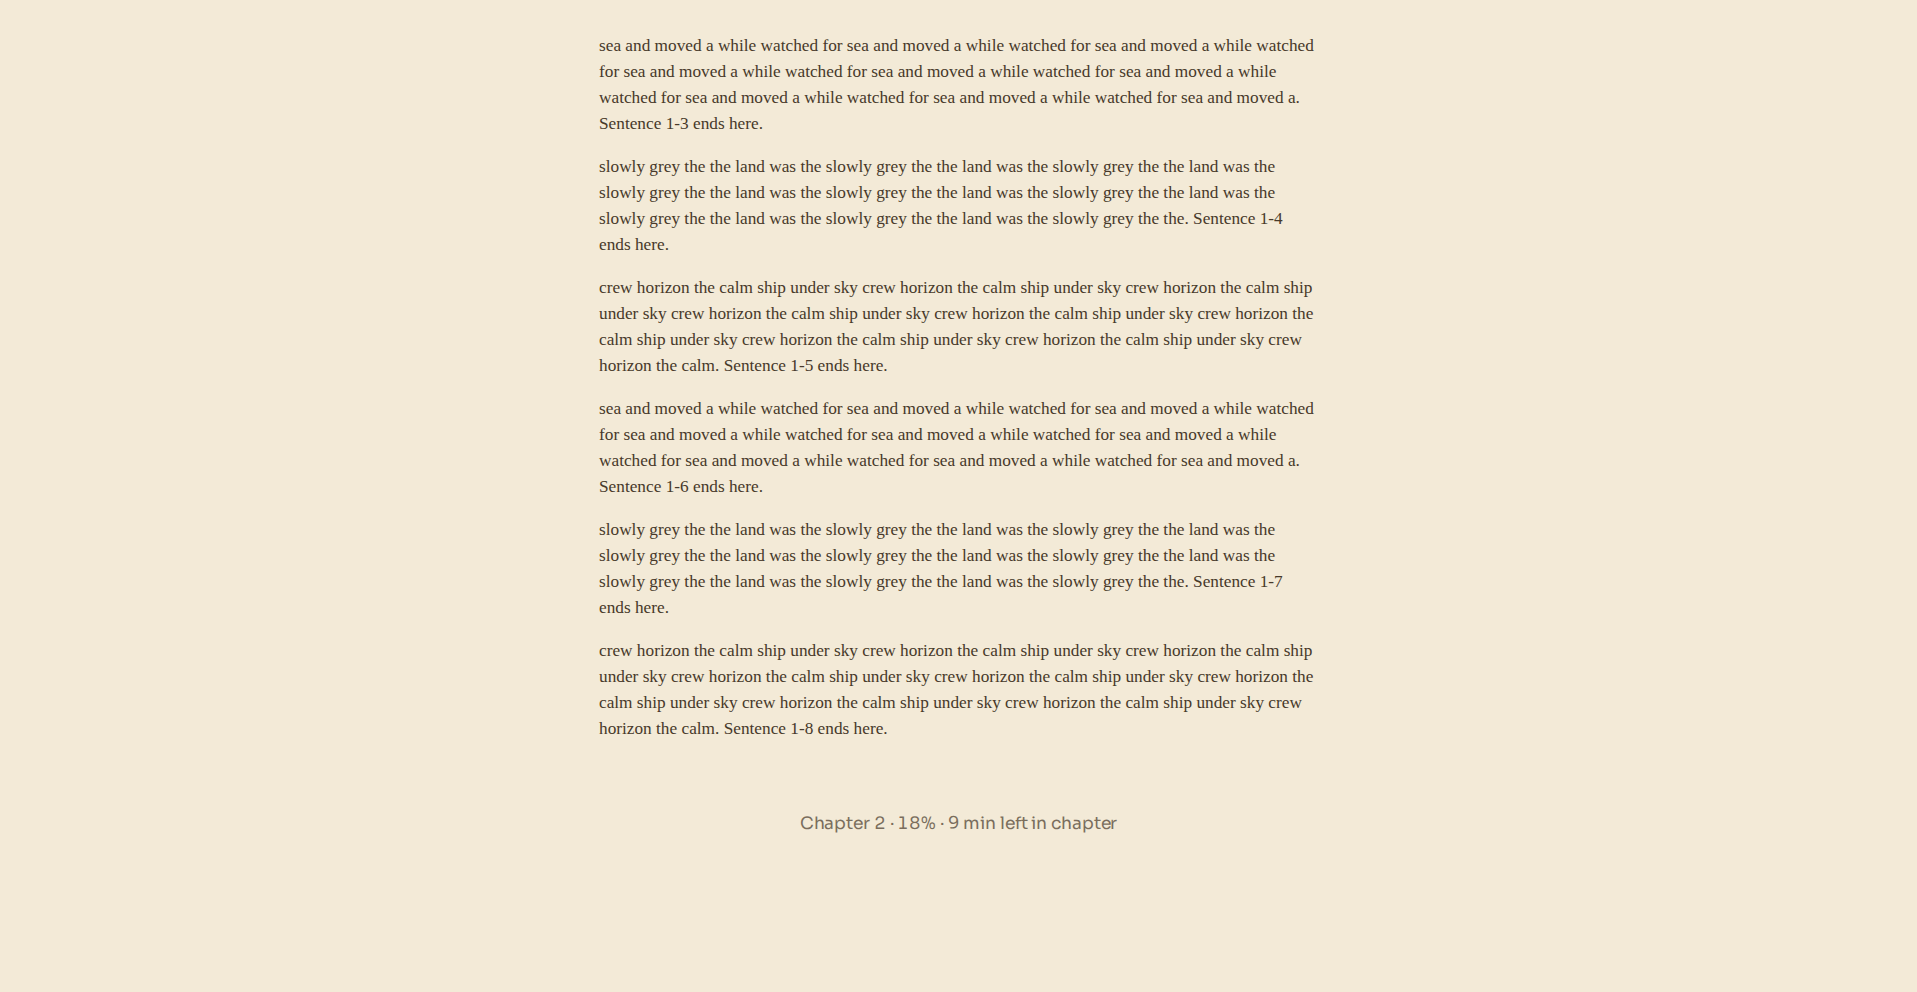 sea and moved a while watched for sea and moved a while watched for sea and moved a while watched
for sea and moved a while watched for sea and moved a while watched for sea and moved a while
watched for sea and moved a while watched for sea and moved a while watched for sea and moved a.
Sentence 1-3 ends here.
slowly grey the the land was the slowly grey the the land was the slowly grey the the land was the
slowly grey the the land was the slowly grey the the land was the slowly grey the the land was the
slowly grey the the land was the slowly grey the the land was the slowly grey the the. Sentence 1-4
ends here.
crew horizon the calm ship under sky crew horizon the calm ship under sky crew horizon the calm ship
under sky crew horizon the calm ship under sky crew horizon the calm ship under sky crew horizon the
calm ship under sky crew horizon the calm ship under sky crew horizon the calm ship under sky crew
horizon the calm. Sentence 1-5 ends here.
sea and moved a while watched for sea and moved a while watched for sea and moved a while watched
for sea and moved a while watched for sea and moved a while watched for sea and moved a while
watched for sea and moved a while watched for sea and moved a while watched for sea and moved a.
Sentence 1-6 ends here.
slowly grey the the land was the slowly grey the the land was the slowly grey the the land was the
slowly grey the the land was the slowly grey the the land was the slowly grey the the land was the
slowly grey the the land was the slowly grey the the land was the slowly grey the the. Sentence 1-7
ends here.
crew horizon the calm ship under sky crew horizon the calm ship under sky crew horizon the calm ship
under sky crew horizon the calm ship under sky crew horizon the calm ship under sky crew horizon the
calm ship under sky crew horizon the calm ship under sky crew horizon the calm ship under sky crew
horizon the calm. Sentence 1-8 ends here.
Chapter 2 · 18% · 9 min left in chapter